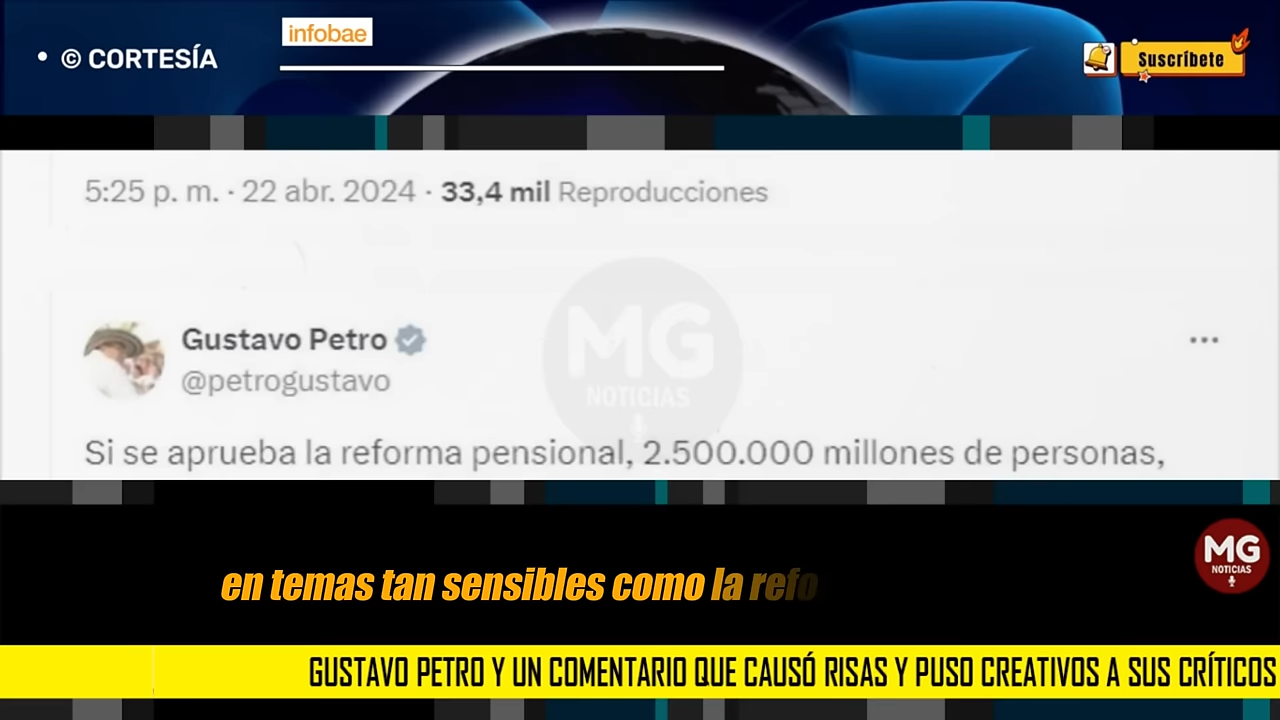 infobae
• © CORTESÍA
Suscríbete
5:25 p. m. · 22 abr. 2024 · 33,4 mil Reproducciones
MG
NOTICIAS
Gustavo Petro
@petrogustavo
Si se aprueba la reforma pensional, 2.500.000 millones de personas,
MG
NOTICIAS
en temas tan sensibles como la refo
GUSTAVO PETRO Y UN COMENTARIO QUE CAUSÓ RISAS Y PUSO CREATIVOS A SUS CRÍTICOS